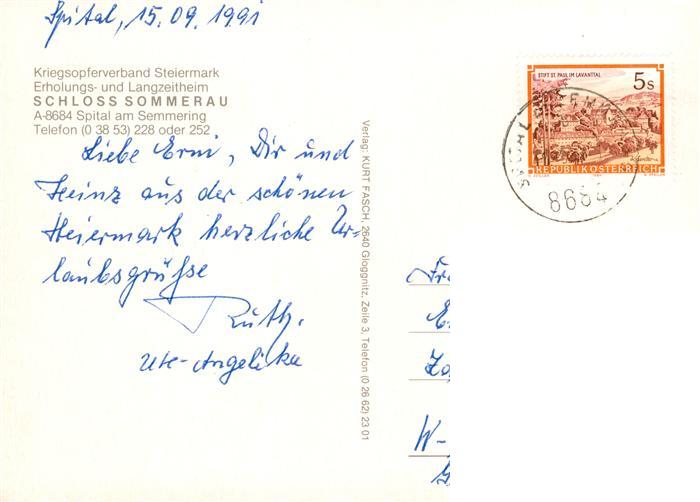 Spital, 15.09.1991
Kriegsopferverband Steiermark
Erholungs- und Langzeitheim
SCHLOSS SOMMERAU
A-8684 Spital am Semmering
Telefon (0 38 53) 228 oder 252
Liebe Erni, Dir und
Heinz aus der schönen
Steiermark herzliche Ur-
laubsgrüße
Ruth.
Ute-Angelika
Verlag: KURT FASCH, 2640 Gloggnitz, Zeile 3, Telefon (0 26 62) 23 01
STIFT ST. PAUL IM LAVANTTAL
5s
REPUBLIK ÖSTERREICH
8684
Fr
E
W-